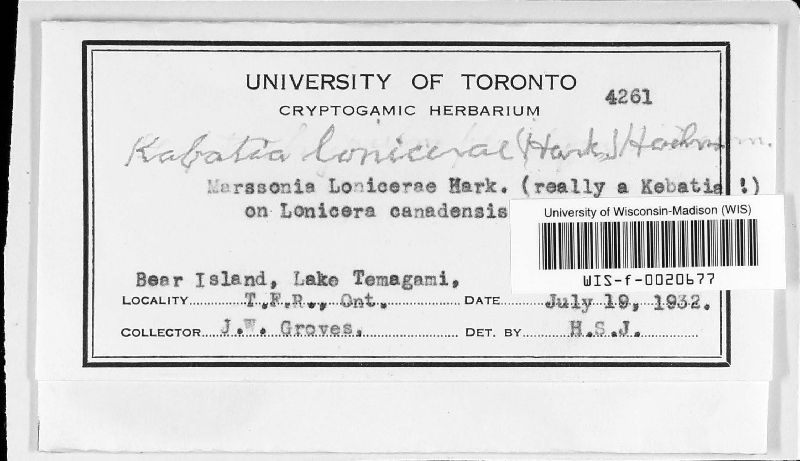 UNIVERSITY OF TORONTO
4261
CRYPTOGAMIC HERBARIUM
Kabatia lonicerae (Hark.) Hoehn.
Marssonia Lonicerae Hark. (really a Kebatia !)
on Lonicera canadensis
University of Wisconsin-Madison (WIS)
WIS-f-0020677
Bear Island, Lake Temagami,
LOCALITY T.F.R., Ont. DATE July 19, 1932.
COLLECTOR J.W. Groves. DET. BY H.S.J.